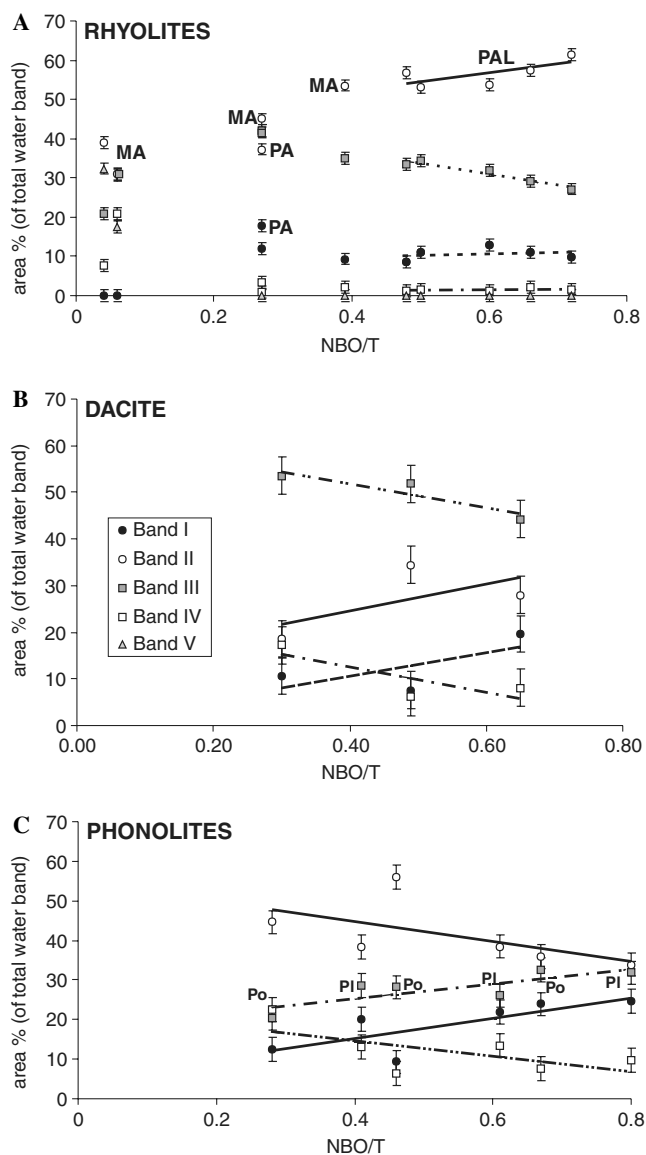 A
RHYOLITES
area % (of total water band)
70
60
50
40
30
20
10
0
MA
MA
PA
PA
MA
PAL
0
0.2
0.4
0.6
0.8
NBO/T
B
DACITE
area % (of total water band)
70
60
50
40
30
20
10
0
Band I
Band II
Band III
Band IV
Band V
0.00
0.20
0.40
0.60
0.80
NBO/T
C
PHONOLITES
area % (of total water band)
70
60
50
40
30
20
10
0
Po
Pl
Po
Pl
Po
Pl
0
0.2
0.4
0.6
0.8
NBO/T